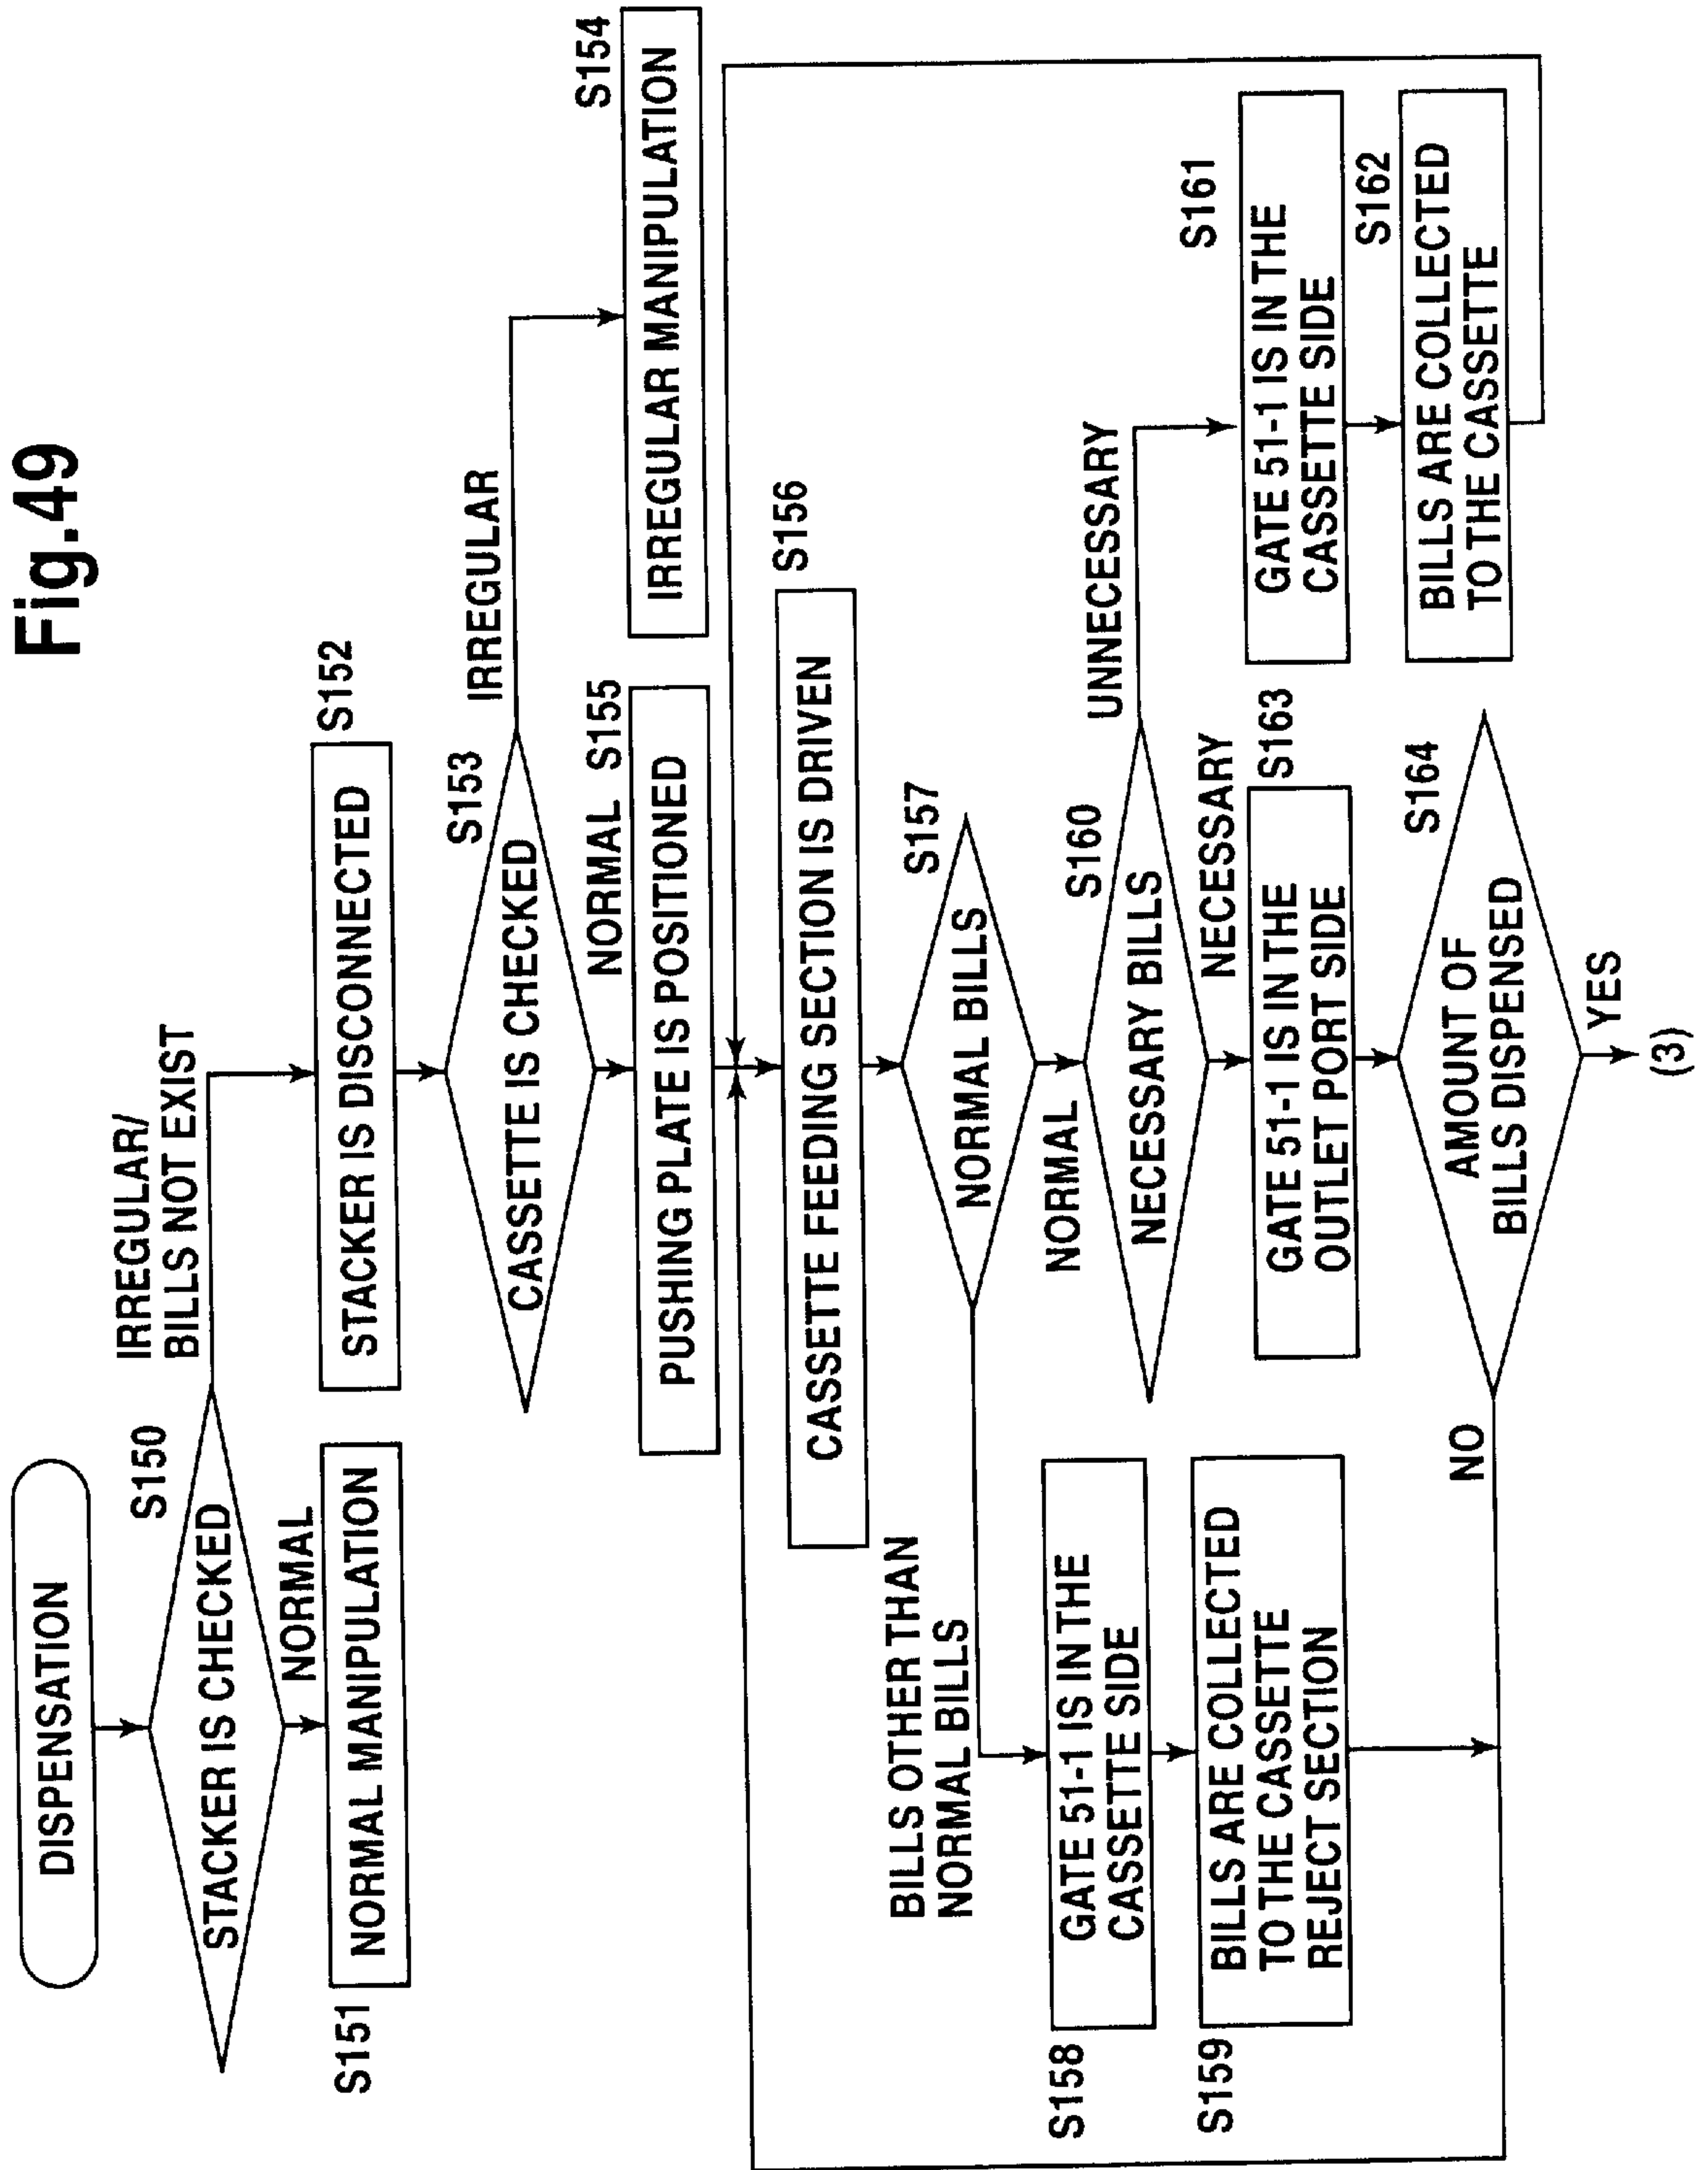 Fig.49
DISPENSATION
S150
STACKER IS CHECKED
IRREGULAR/
BILLS NOT EXIST
NORMAL
S151
NORMAL MANIPULATION
S152
STACKER IS DISCONNECTED
S153
CASSETTE IS CHECKED
IRREGULAR
S154
IRREGULAR MANIPULATION
NORMAL
S155
PUSHING PLATE IS POSITIONED
S156
CASSETTE FEEDING SECTION IS DRIVEN
S157
NORMAL BILLS
BILLS OTHER THAN
NORMAL BILLS
NORMAL
S158
GATE 51-1 IS IN THE
CASSETTE SIDE
S159
BILLS ARE COLLECTED
TO THE CASSETTE
REJECT SECTION
S160
NECESSARY BILLS
UNNECESSARY
S161
GATE 51-1 IS IN THE
CASSETTE SIDE
S162
BILLS ARE COLLECTED
TO THE CASSETTE
NECESSARY
S163
GATE 51-1 IS IN THE
OUTLET PORT SIDE
S164
AMOUNT OF
BILLS DISPENSED
NO
YES
(3)